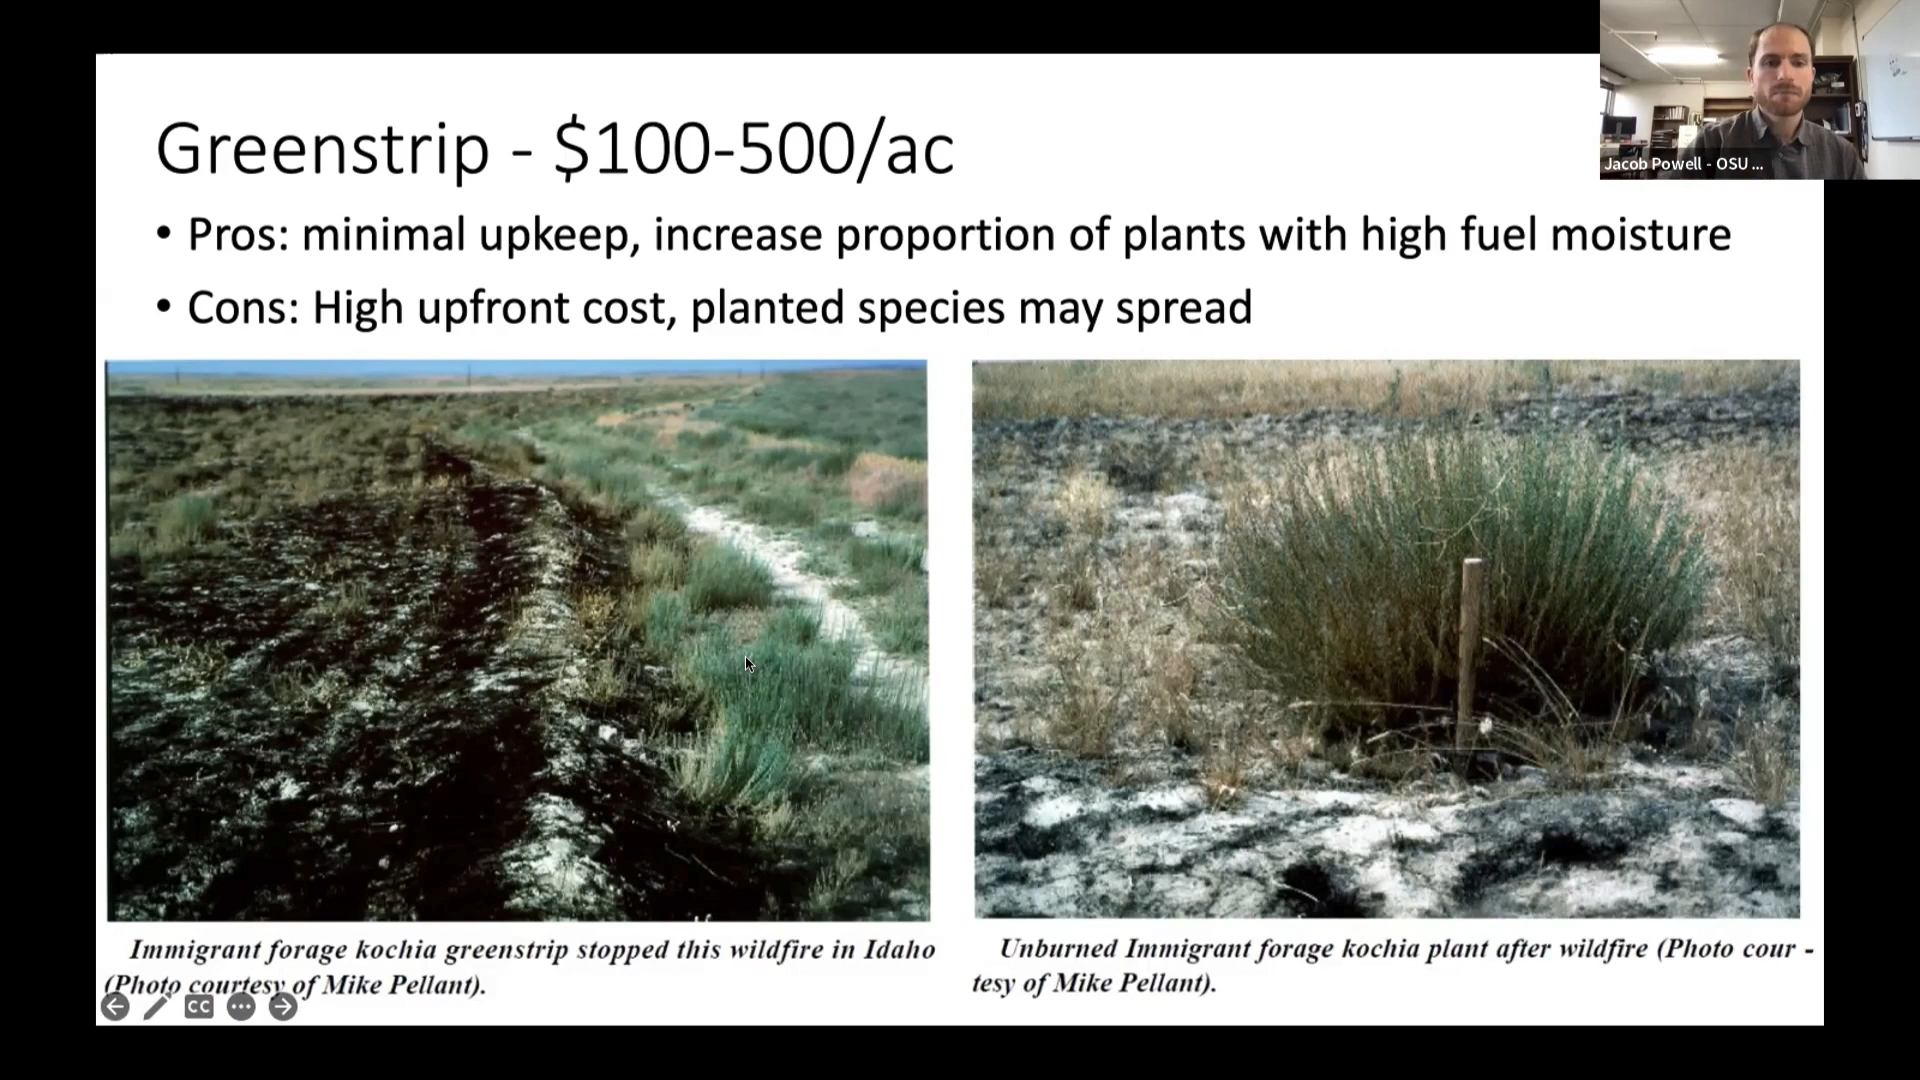 Greenstrip - $100-500/ac
• Pros: minimal upkeep, increase proportion of plants with high fuel moisture
• Cons: High upfront cost, planted species may spread
Immigrant forage kochia greenstrip stopped this wildfire in Idaho
(Photo courtesy of Mike Pellant).
Unburned Immigrant forage kochia plant after wildfire (Photo cour -
tesy of Mike Pellant).
Jacob Powell - OSU ...
CC